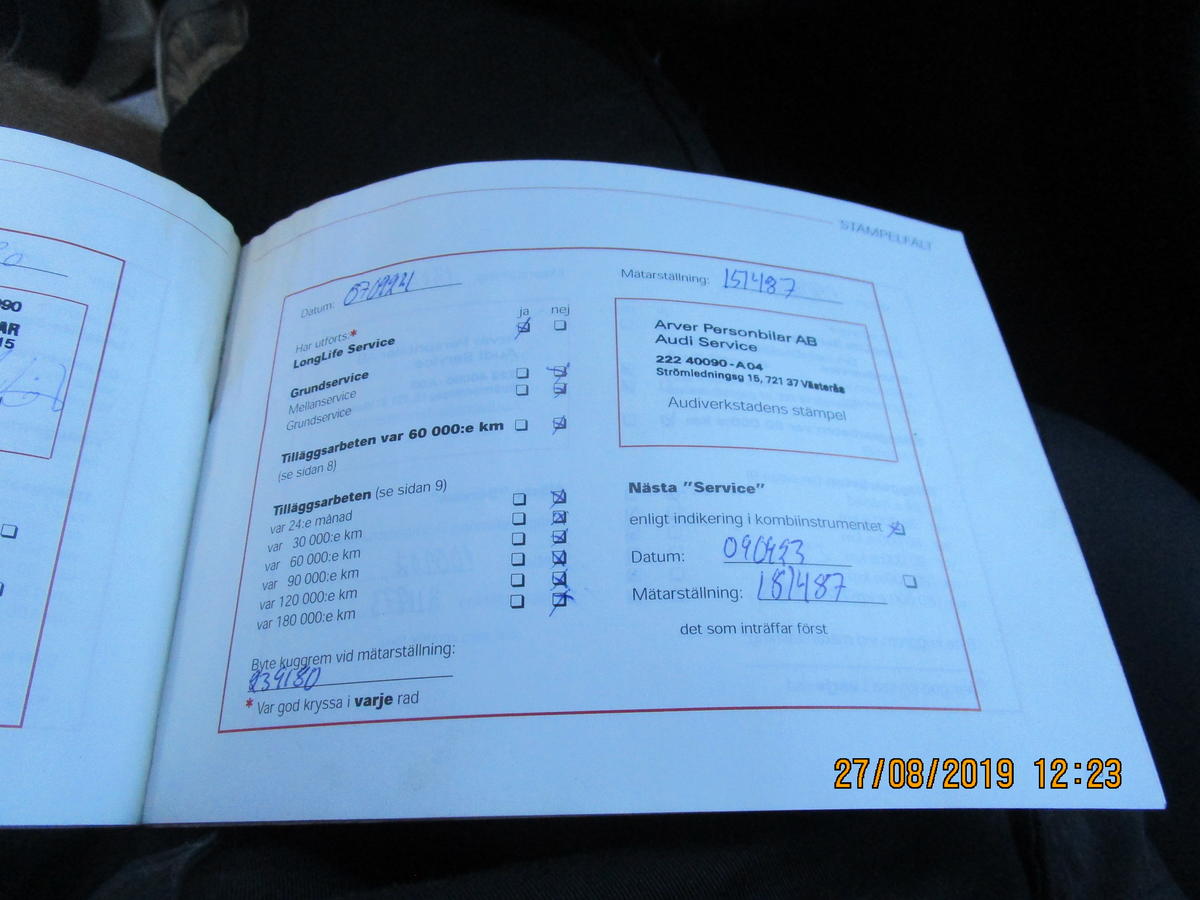 STÄMPELFÄLT
Datum:
Mätarställning: 151487
ja nej
Har utförts:*
LongLife Service
Grundservice
Mellanservice
Grundservice
Tilläggsarbeten var 60 000:e km
(se sidan 8)
Tilläggsarbeten (se sidan 9)
var 24:e månad
var 30 000:e km
var 60 000:e km
var 90 000:e km
var 120 000:e km
var 180 000:e km
Byte kuggrem vid mätarställning:
239180
* Var god kryssa i varje rad
Arver Personbilar AB
Audi Service
222 40090-A04
Strömledningsg 15, 721 37 Västerås
Audiverkstadens stämpel
Nästa "Service"
enligt indikering i kombiinstrumentet
Datum: 090923
Mätarställning: 181487
det som inträffar först
27/08/2019 12:23